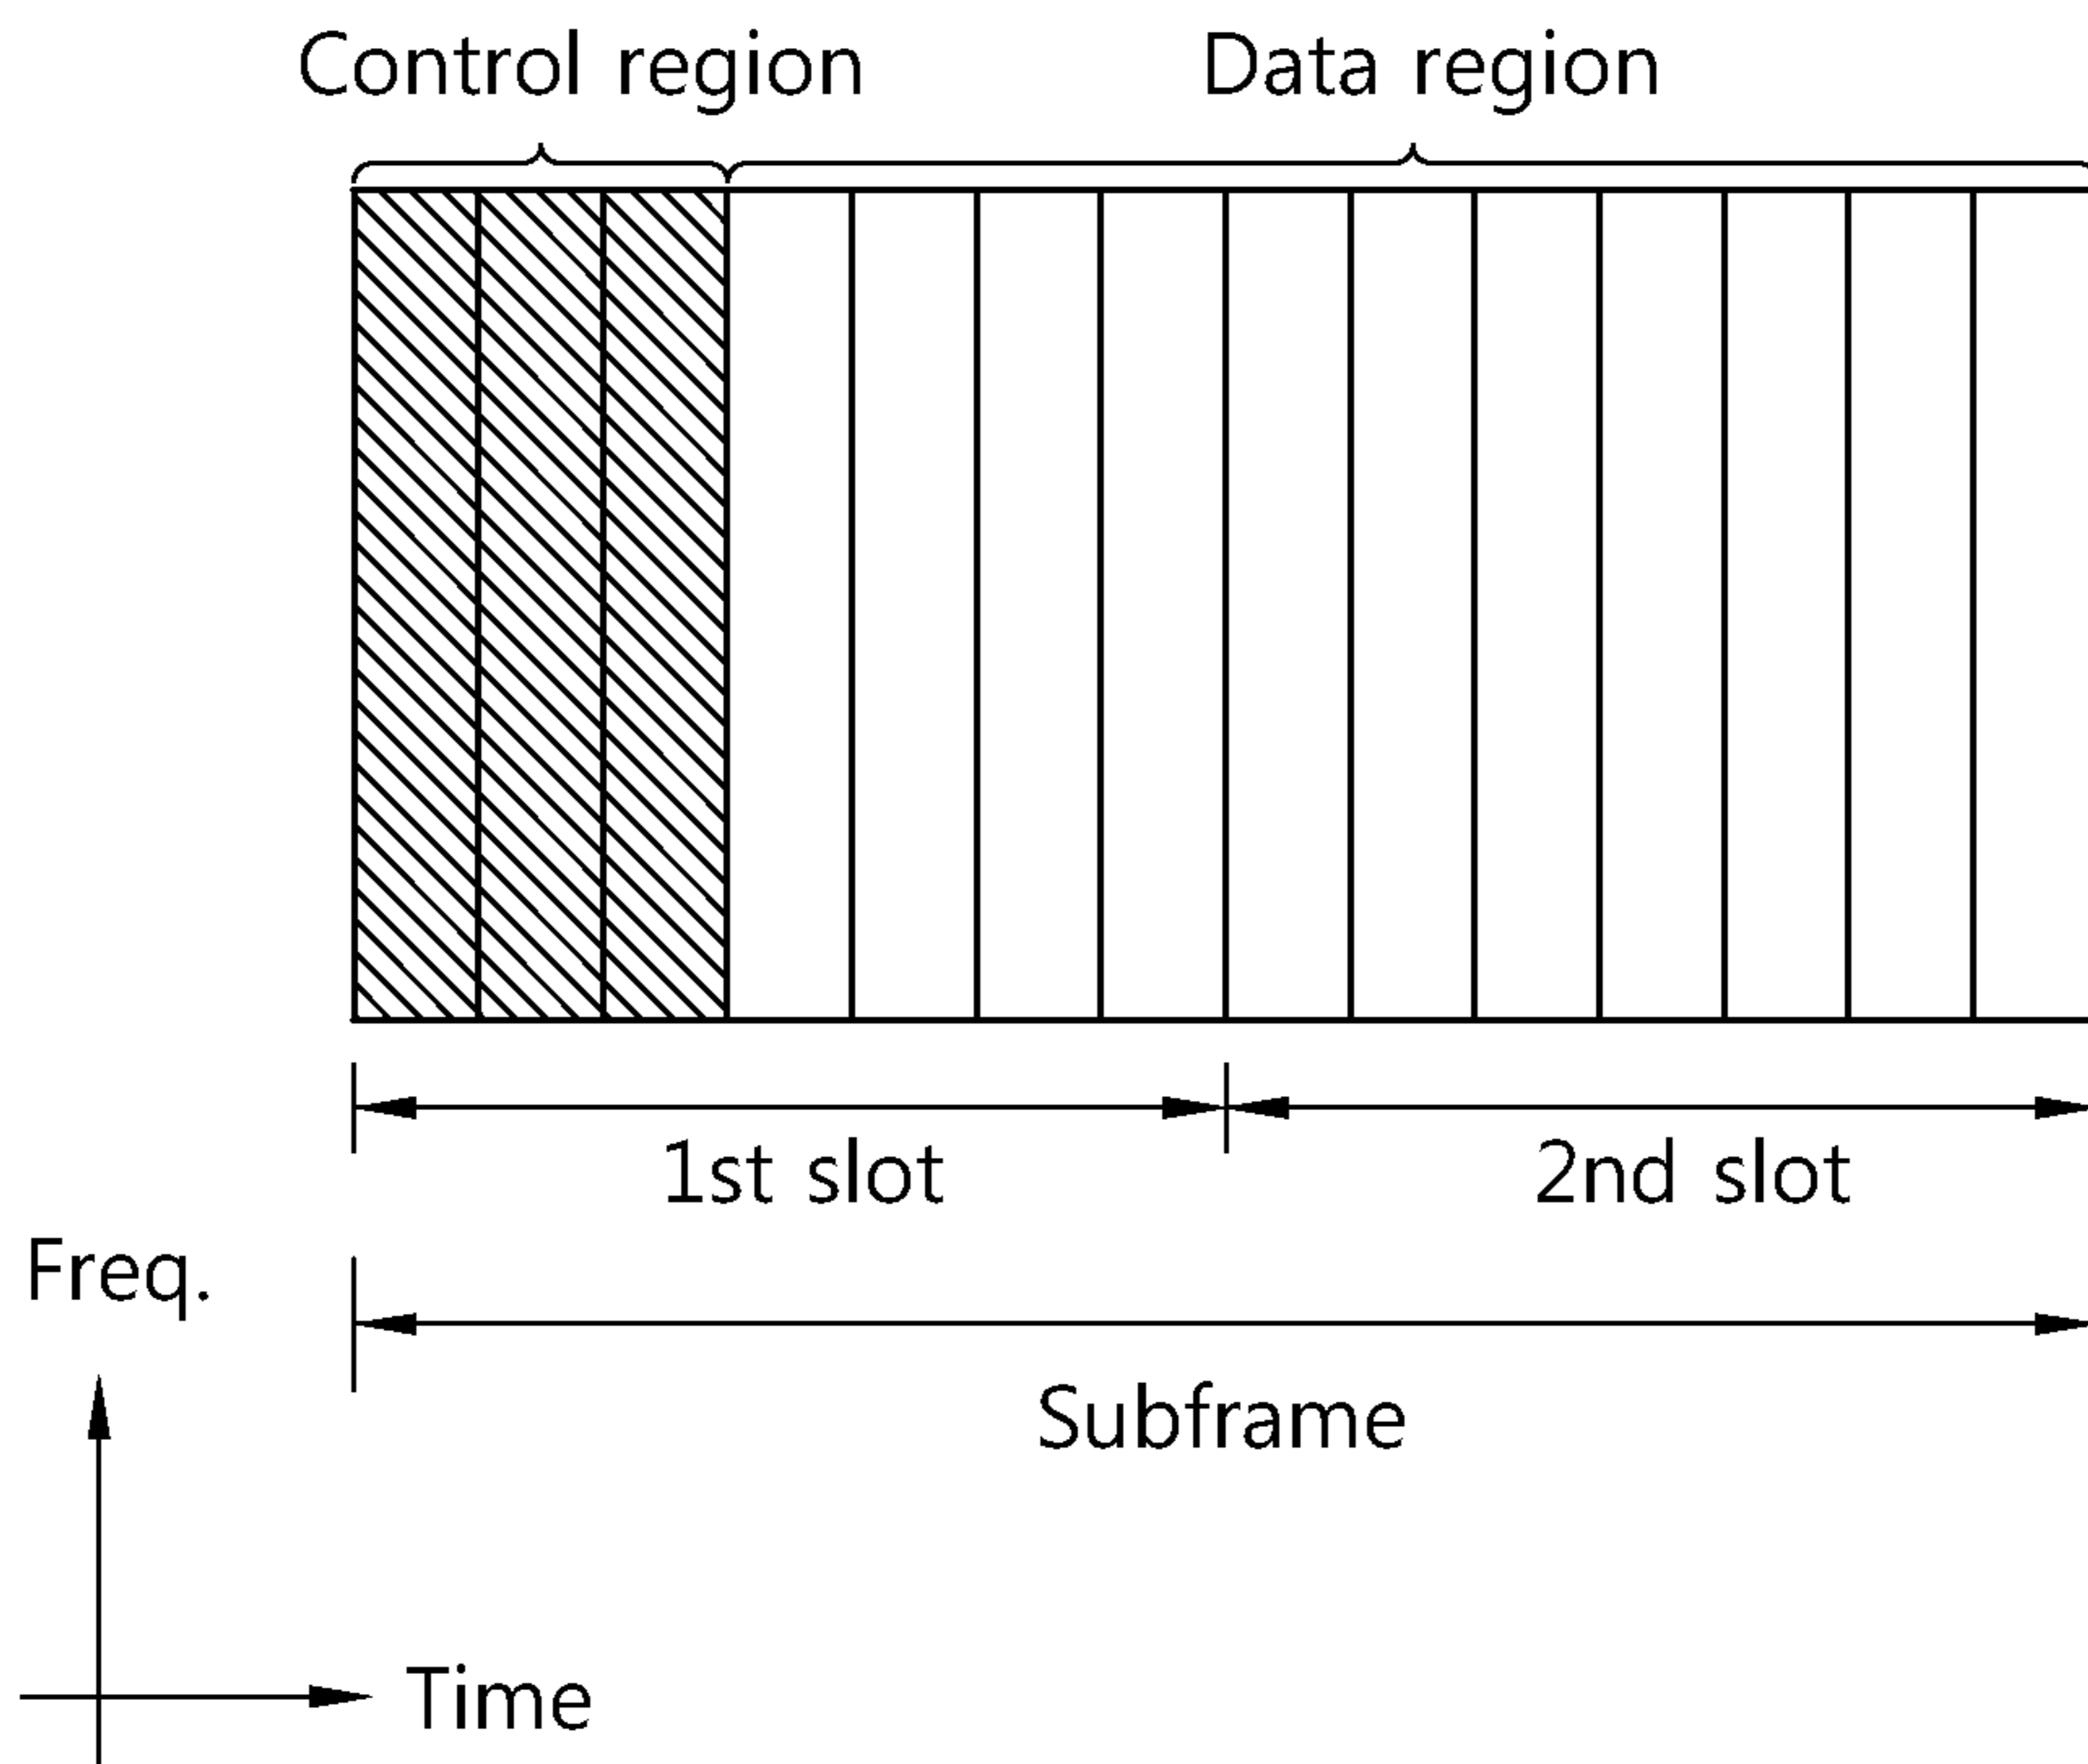 Control region
Data region
1st slot
2nd slot
Freq.
Subframe
Time